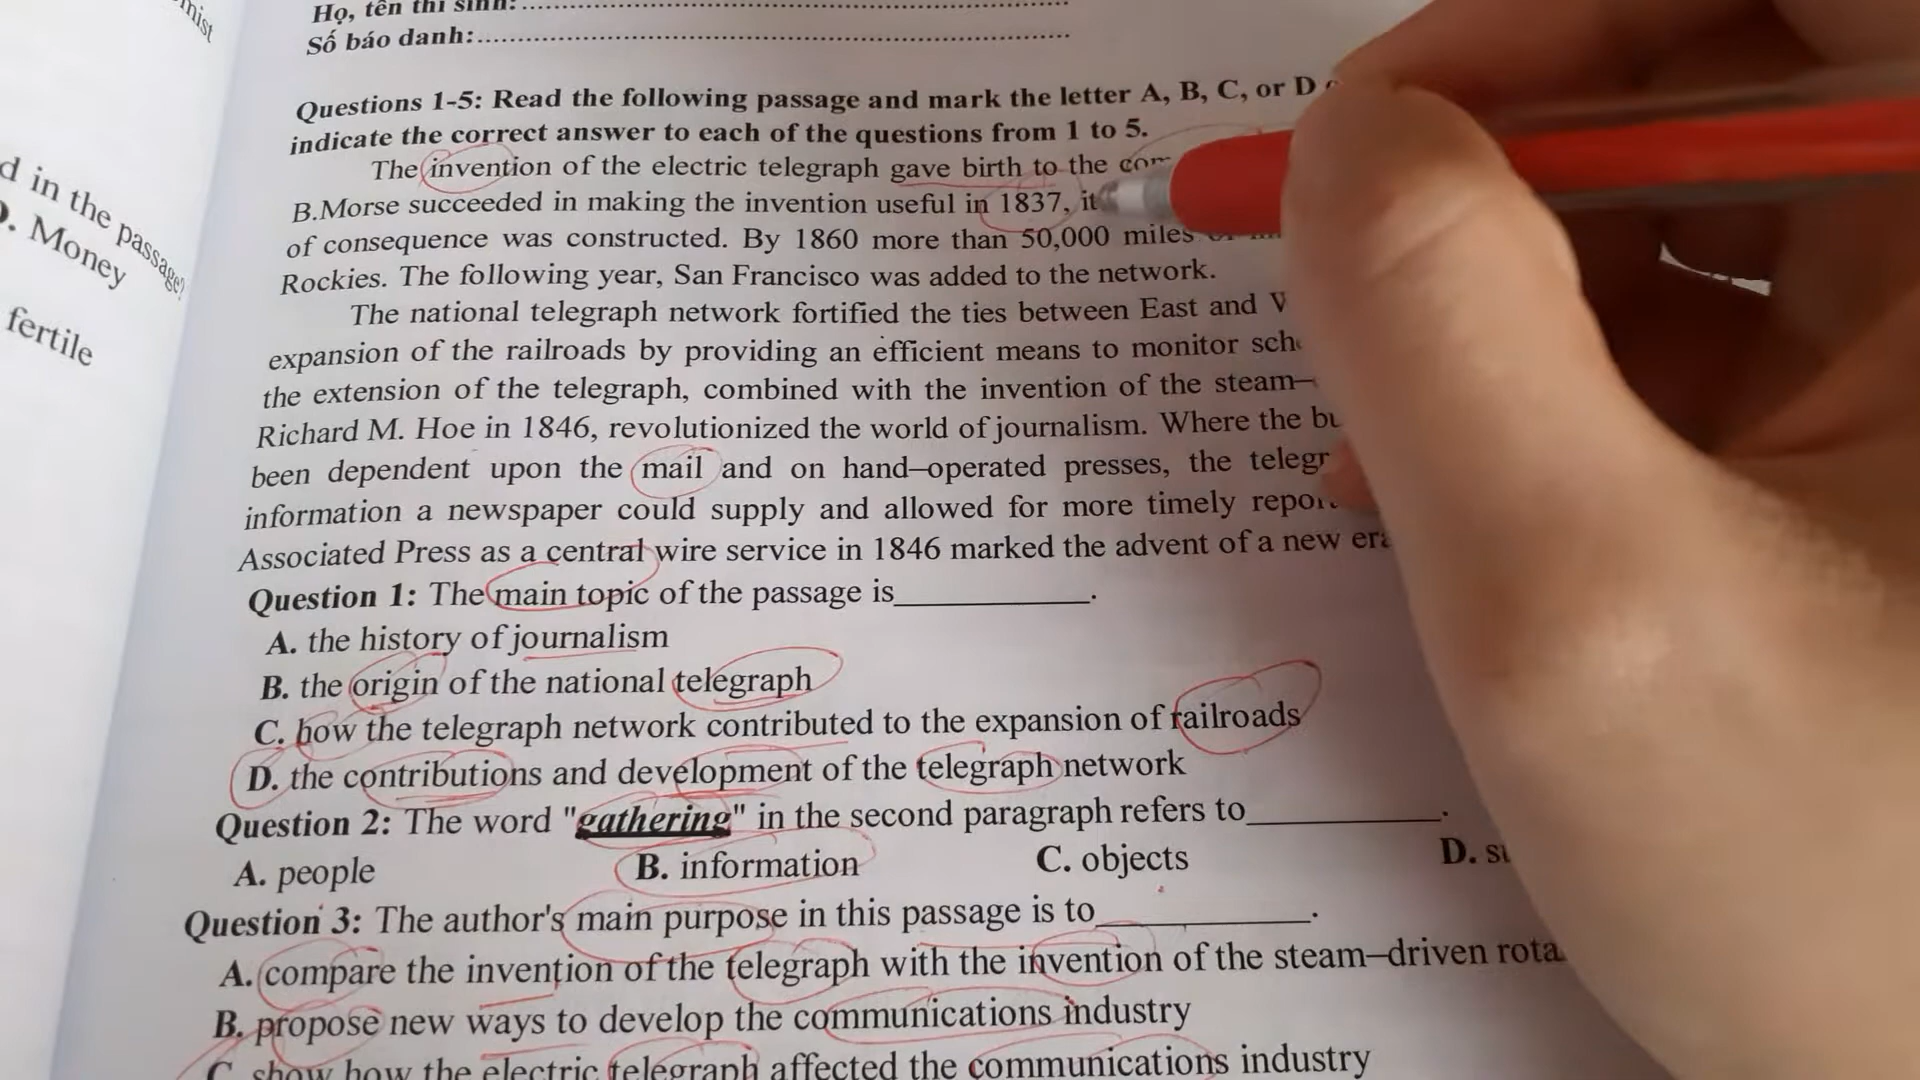 mist
d in the passage?
D. Money
fertile
Họ, tên thí sinh:
Số báo danh:
Questions 1-5: Read the following passage and mark the letter A, B, C, or D
indicate the correct answer to each of the questions from 1 to 5.
The invention of the electric telegraph gave birth to the
B.Morse succeeded in making the invention useful in 1837, it
of consequence was constructed. By 1860 more than 50,000 miles
Rockies. The following year, San Francisco was added to the network.
The national telegraph network fortified the ties between East and
expansion of the railroads by providing an efficient means to monitor
the extension of the telegraph, combined with the invention of the steam–
Richard M. Hoe in 1846, revolutionized the world of journalism. Where the
been dependent upon the mail and on hand–operated presses, the
information a newspaper could supply and allowed for more timely
Associated Press as a central wire service in 1846 marked the advent of a new
Question 1: The main topic of the passage is__________.
A. the history of journalism
B. the origin of the national telegraph
C. how the telegraph network contributed to the expansion of railroads
D. the contributions and development of the telegraph network
Question 2: The word "gathering" in the second paragraph refers to__________.
A. people B. information C. objects D.
Question 3: The author's main purpose in this passage is to__________.
A. compare the invention of the telegraph with the invention of the steam–driven
B. propose new ways to develop the communications industry
C. show how the electric telegraph affected the communications industry